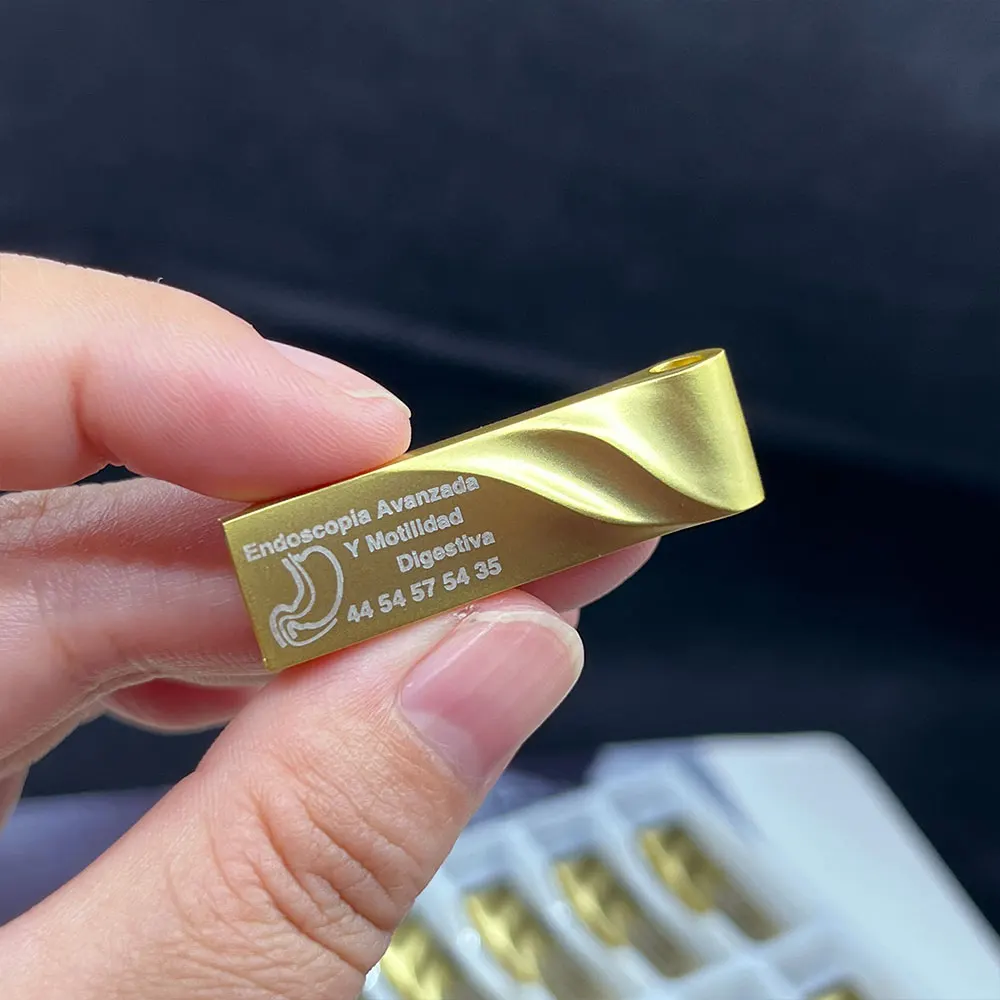 Endoscopia Avanzada
Y Motilidad
Digestiva
44 54 57 54 35